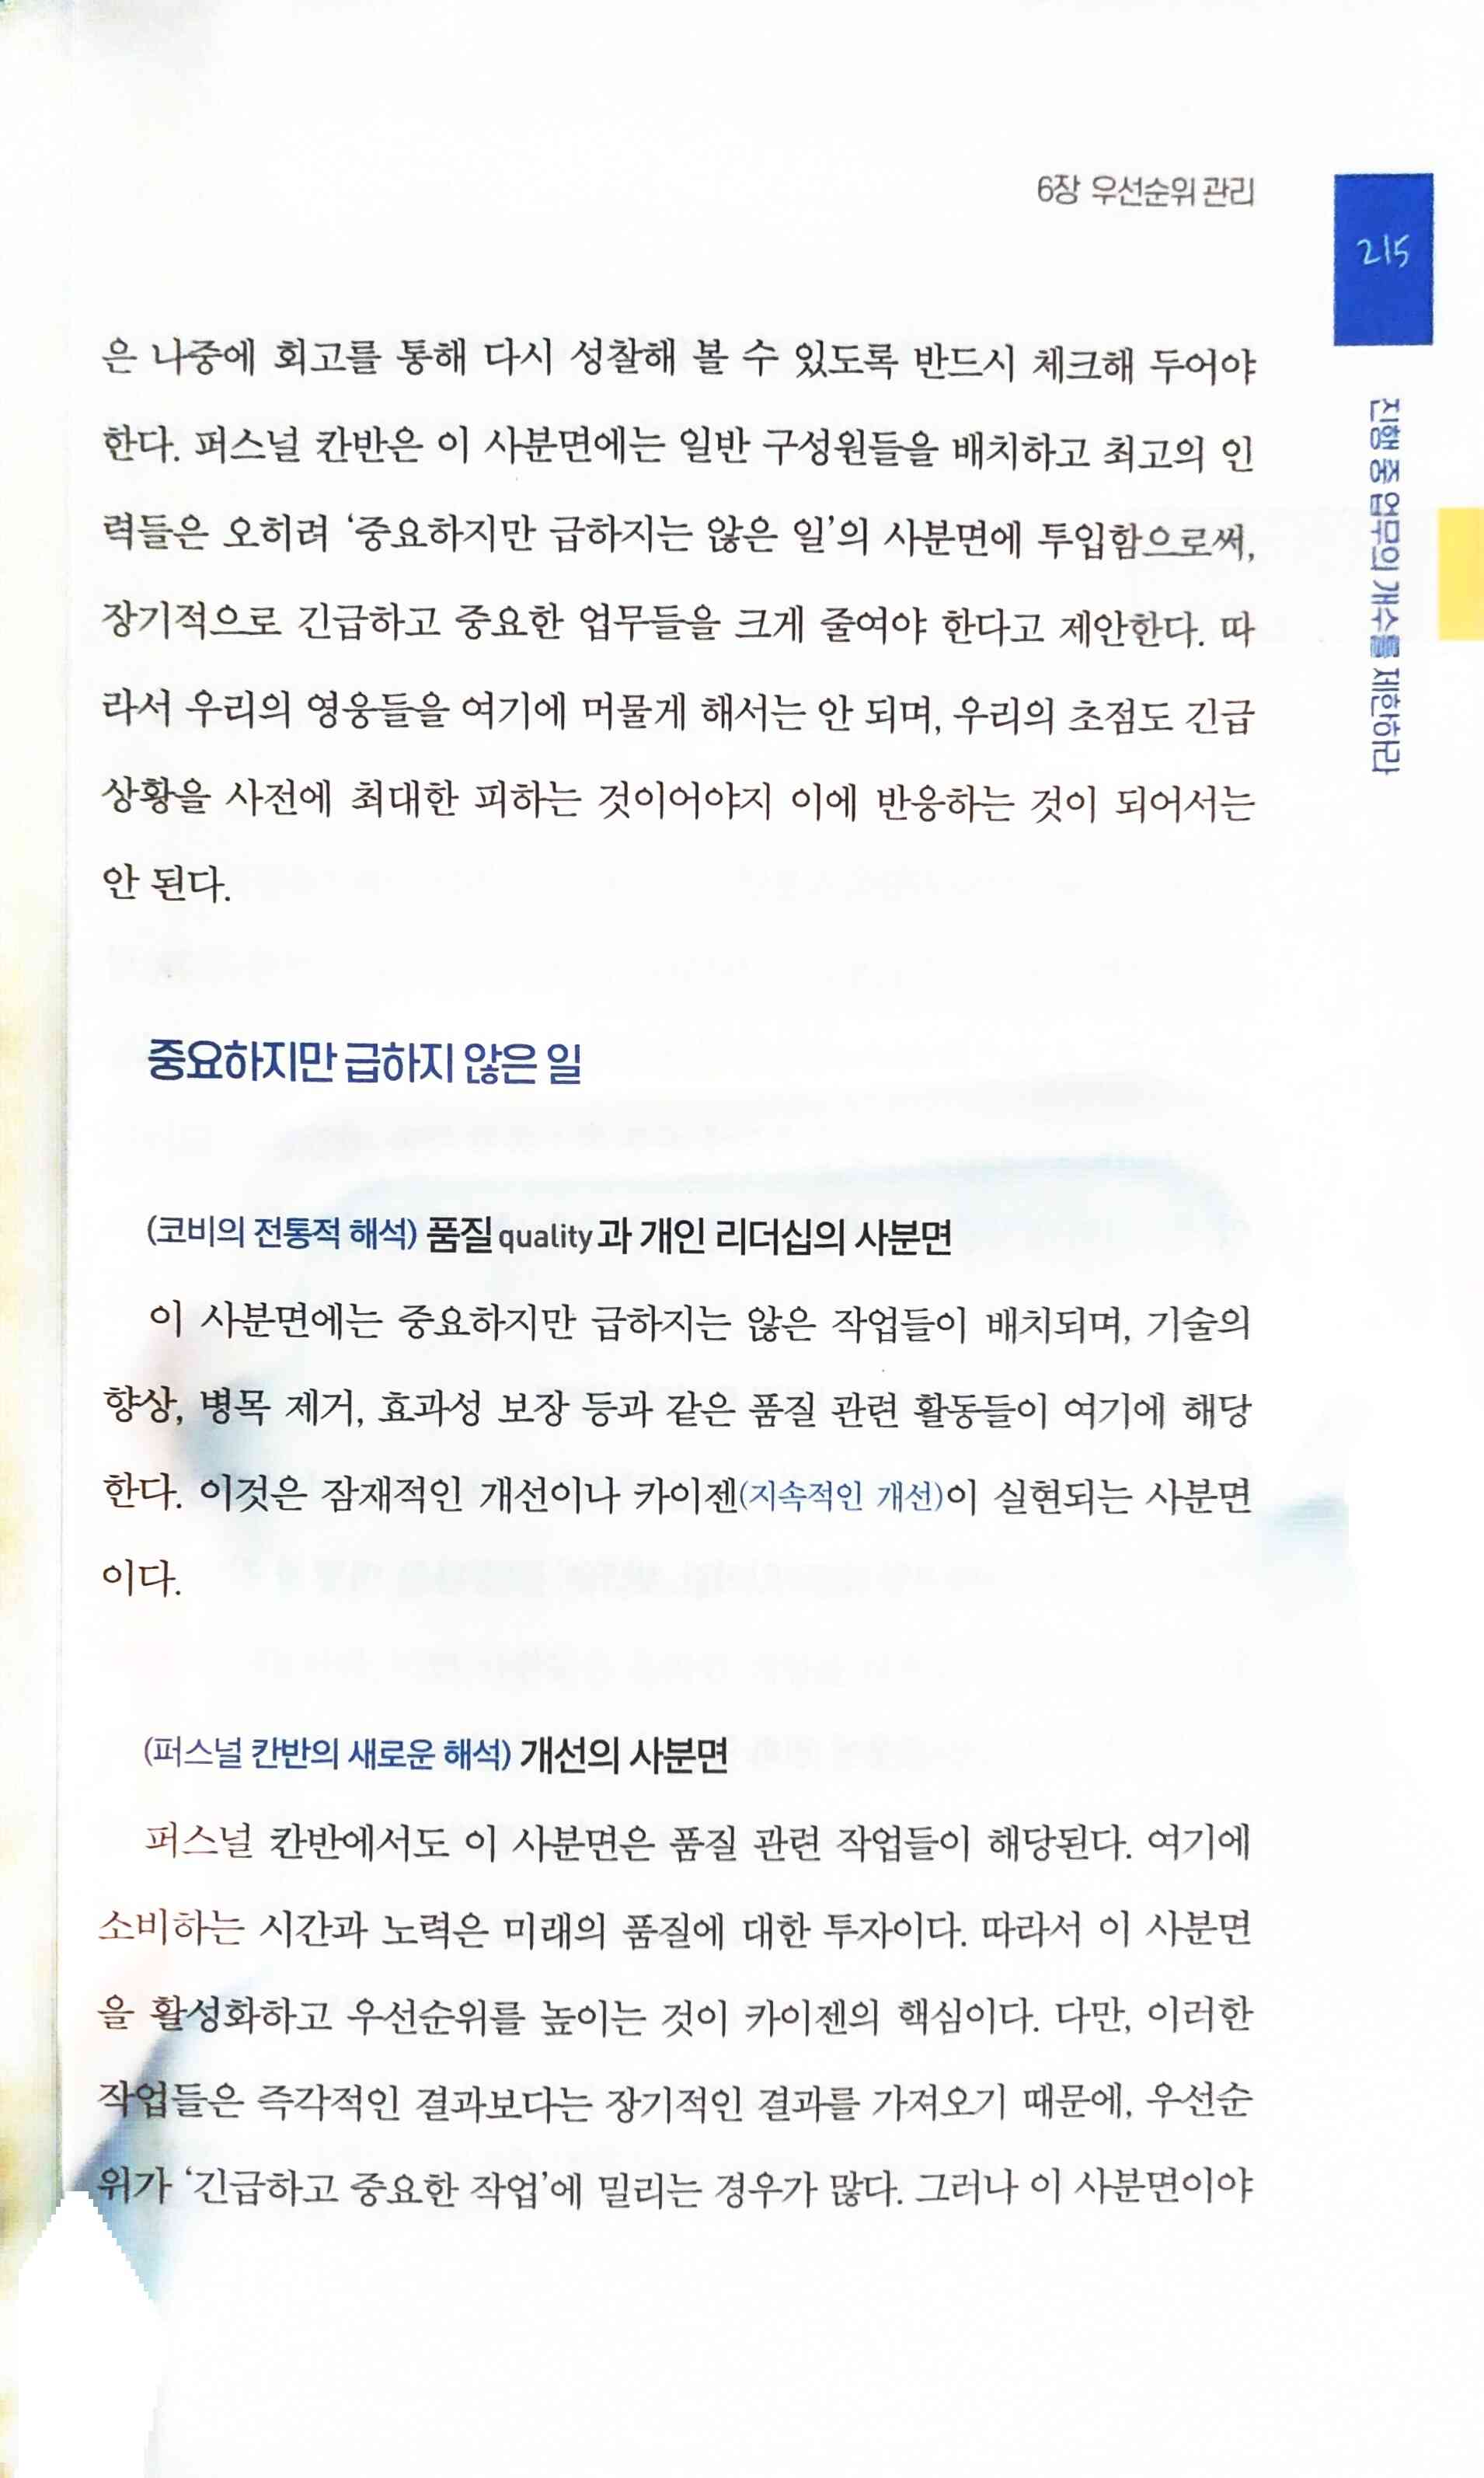 6장 우선순위 관리
215
진행 중 업무의 개수를 제한하라
은 나중에 회고를 통해 다시 성찰해 볼 수 있도록 반드시 체크해 두어야
한다. 퍼스널 칸반은 이 사분면에는 일반 구성원들을 배치하고 최고의 인
력들은 오히려 ‘중요하지만 급하지는 않은 일’의 사분면에 투입함으로써,
장기적으로 긴급하고 중요한 업무들을 크게 줄여야 한다고 제안한다. 따
라서 우리의 영웅들을 여기에 머물게 해서는 안 되며, 우리의 초점도 긴급
상황을 사전에 최대한 피하는 것이어야지 이에 반응하는 것이 되어서는
안 된다.
중요하지만 급하지 않은 일
(코비의 전통적 해석) 품질quality과 개인 리더십의 사분면
이 사분면에는 중요하지만 급하지는 않은 작업들이 배치되며, 기술의
향상, 병목 제거, 효과성 보장 등과 같은 품질 관련 활동들이 여기에 해당
한다. 이것은 잠재적인 개선이나 카이젠(지속적인 개선)이 실현되는 사분면
이다.
(퍼스널 칸반의 새로운 해석) 개선의 사분면
퍼스널 칸반에서도 이 사분면은 품질 관련 작업들이 해당된다. 여기에
소비하는 시간과 노력은 미래의 품질에 대한 투자이다. 따라서 이 사분면
을 활성화하고 우선순위를 높이는 것이 카이젠의 핵심이다. 다만, 이러한
작업들은 즉각적인 결과보다는 장기적인 결과를 가져오기 때문에, 우선순
위가 ‘긴급하고 중요한 작업’에 밀리는 경우가 많다. 그러나 이 사분면이야